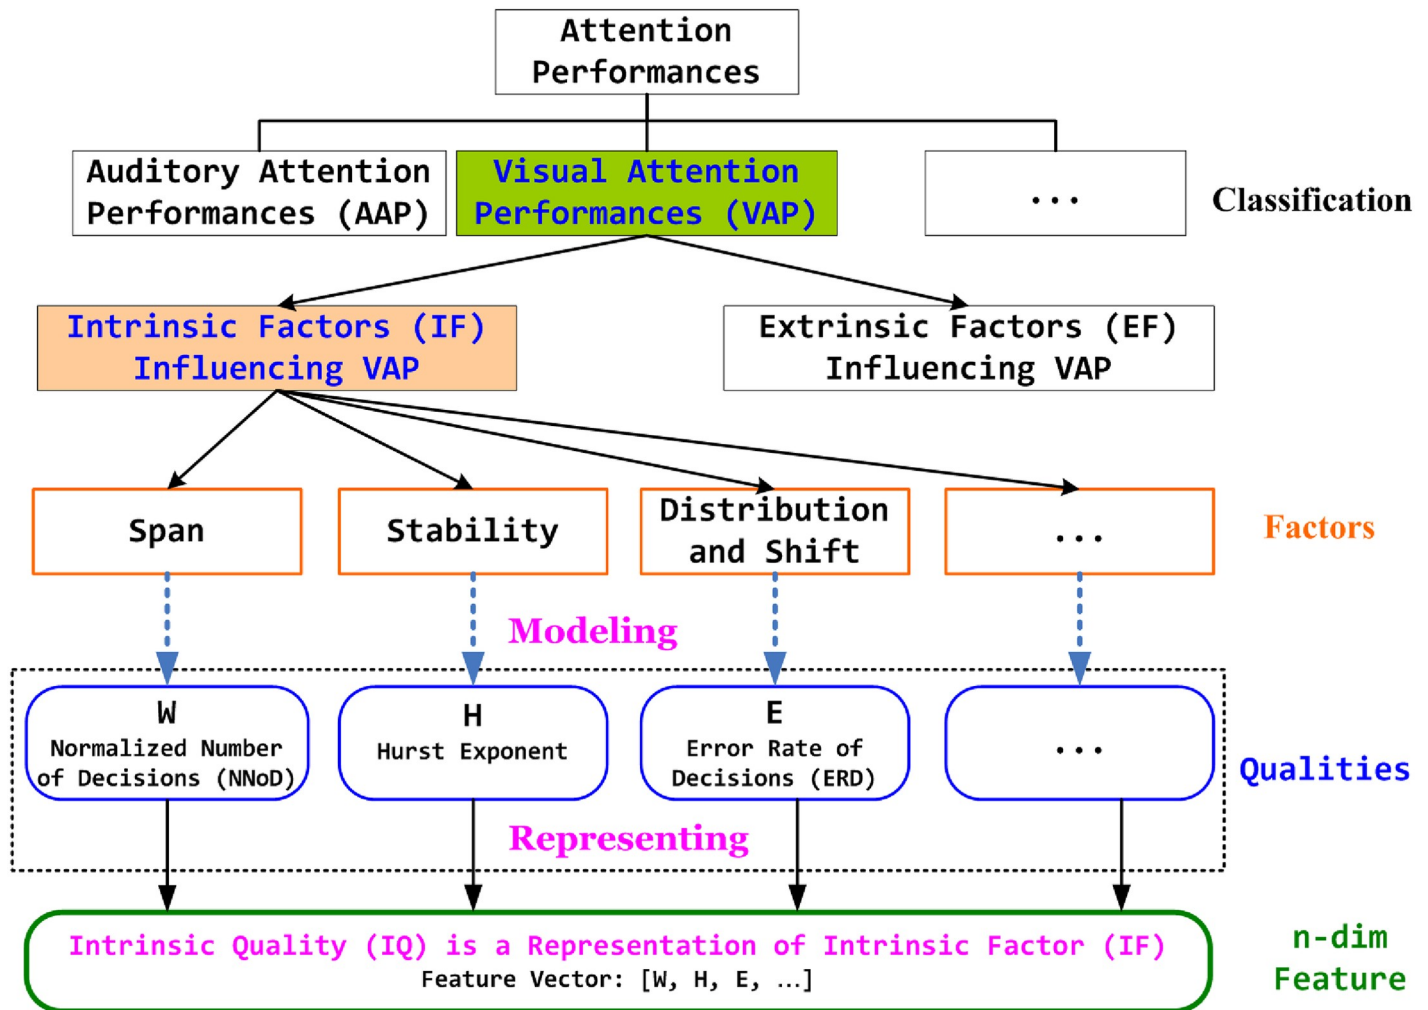 Attention
Performances
Auditory Attention
Performances (AAP)
Visual Attention
Performances (VAP)
...
Classification
Intrinsic Factors (IF)
Influencing VAP
Extrinsic Factors (EF)
Influencing VAP
Span
Stability
Distribution
and Shift
...
Factors
Modeling
W
Normalized Number
of Decisions (NNoD)
H
Hurst Exponent
E
Error Rate of
Decisions (ERD)
...
Qualities
Representing
Intrinsic Quality (IQ) is a Representation of Intrinsic Factor (IF)
Feature Vector: [W, H, E, …]
n-dim
Feature